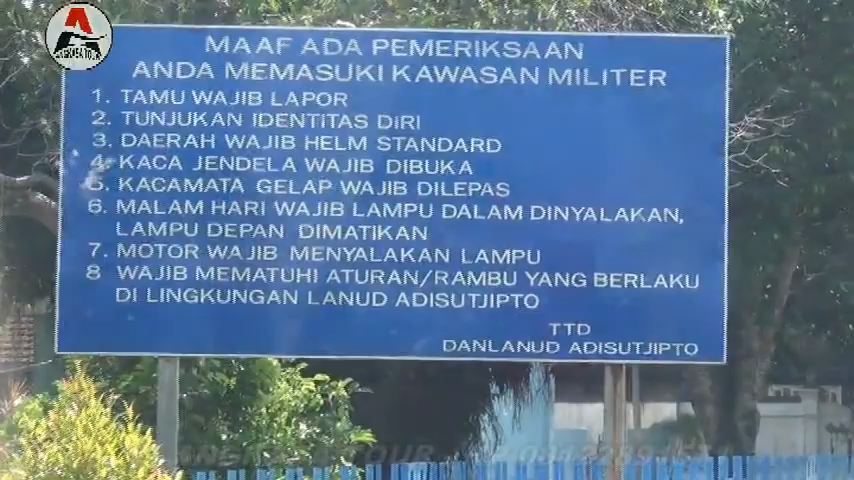 MAAF ADA PEMERIKSAAN
ANDA MEMASUKI KAWASAN MILITER
1. TAMU WAJIB LAPOR
2. TUNJUKAN IDENTITAS DIRI
3. DAERAH WAJIB HELM STANDARD
4. KACA JENDELA WAJIB DIBUKA
5. KACAMATA GELAP WAJIB DILEPAS
6. MALAM HARI WAJIB LAMPU DALAM DINYALAKAN,
LAMPU DEPAN DIMATIKAN
7. MOTOR WAJIB MENYALAKAN LAMPU
8 WAJIB MEMATUHI ATURAN/RAMBU YANG BERLAKU
DI LINGKUNGAN LANUD ADISUTJIPTO
TTD
DANLANUD ADISUTJIPTO
TOUR